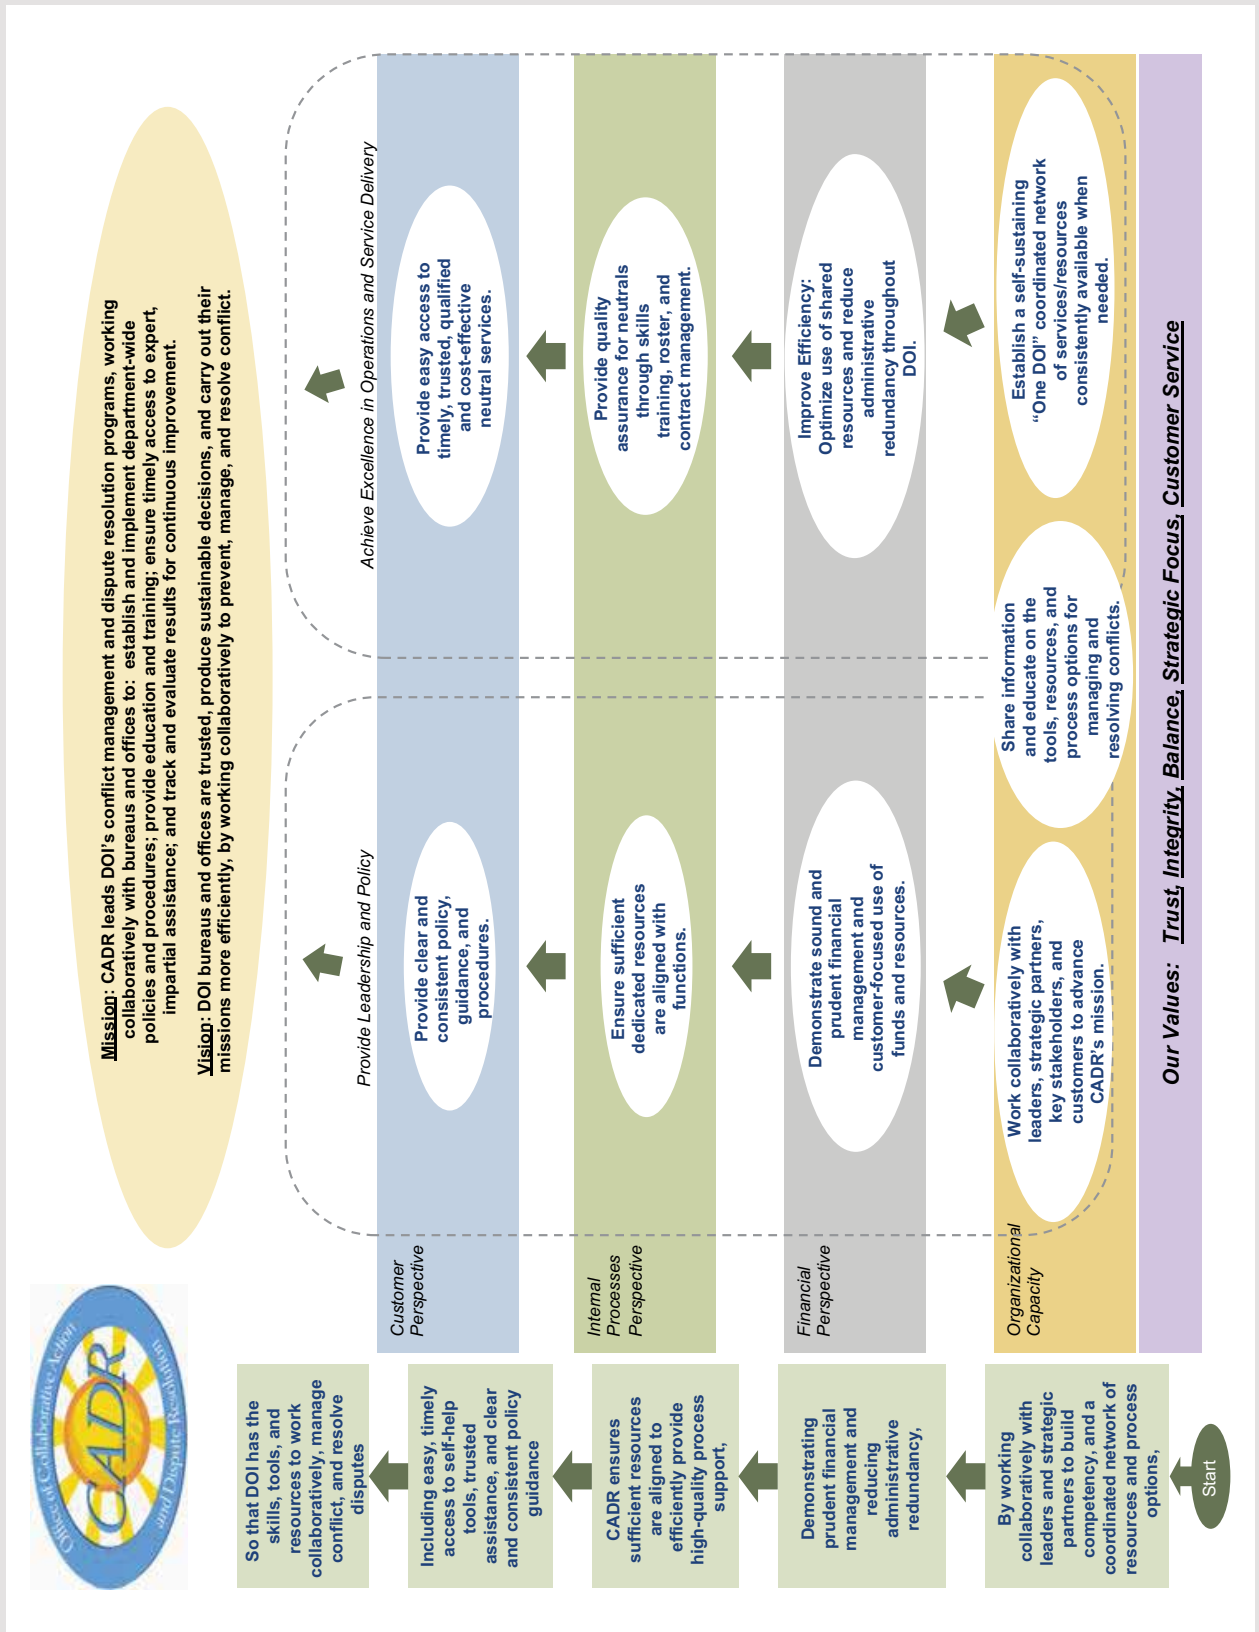 Office of Collaborative Action
CADR
and Dispute Resolution
Mission: CADR leads DOI's conflict management and dispute resolution programs, working
collaboratively with bureaus and offices to: establish and implement department-wide
policies and procedures; provide education and training; ensure timely access to expert,
impartial assistance; and track and evaluate results for continuous improvement.
Vision: DOI bureaus and offices are trusted, produce sustainable decisions, and carry out their
missions more efficiently, by working collaboratively to prevent, manage, and resolve conflict.
So that DOI has the
skills, tools, and
resources to work
collaboratively, manage
conflict, and resolve
disputes
Including easy, timely
access to self-help
tools, trusted
assistance, and clear
and consistent policy
guidance
CADR ensures
sufficient resources
are aligned to
efficiently provide
high-quality process
support,
Demonstrating
prudent financial
management and
reducing
administrative
redundancy,
By working
collaboratively with
leaders and strategic
partners to build
competency, and a
coordinated network of
resources and process
options,
Start
Provide Leadership and Policy
Achieve Excellence in Operations and Service Delivery
Customer
Perspective
Provide clear and
consistent policy,
guidance, and
procedures.
Provide easy access to
timely, trusted, qualified
and cost-effective
neutral services.
Internal
Processes
Perspective
Ensure sufficient
dedicated resources
are aligned with
functions.
Provide quality
assurance for neutrals
through skills
training, roster, and
contract management.
Financial
Perspective
Demonstrate sound and
prudent financial
management and
customer-focused use of
funds and resources.
Improve Efficiency:
Optimize use of shared
resources and reduce
administrative
redundancy throughout
DOI.
Organizational
Capacity
Work collaboratively with
leaders, strategic partners,
key stakeholders, and
customers to advance
CADR's mission.
Share information
and educate on the
tools, resources, and
process options for
managing and
resolving conflicts.
Establish a self-sustaining
“One DOI” coordinated network
of services/resources
consistently available when
needed.
Our Values: Trust, Integrity, Balance, Strategic Focus, Customer Service